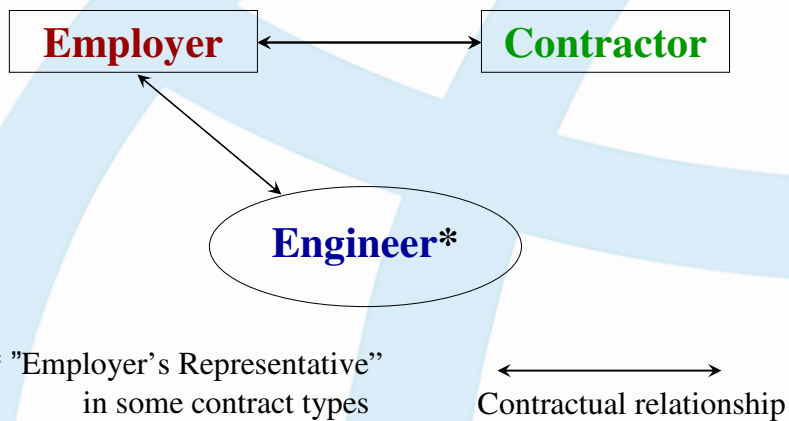 Employer
Contractor
Engineer*
* ”Employer’s Representative”
in some contract types
Contractual relationship